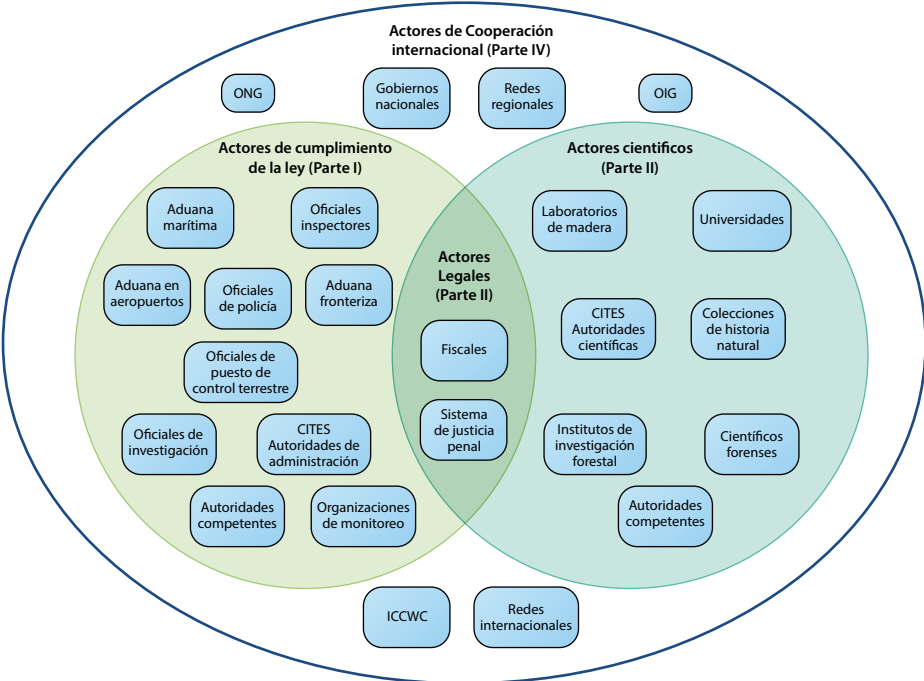 Actores de Cooperación
internacional (Parte IV)
ONG
Gobiernos
nacionales
Redes
regionales
OIG
Actores de cumplimiento
de la ley (Parte I)
Aduana
marítima
Oficiales
inspectores
Aduana en
aeropuertos
Oficiales
de policía
Aduana
fronteriza
Oficiales de
puesto de
control terrestre
Oficiales de
investigación
CITES
Autoridades de
administración
Autoridades
competentes
Organizaciones
de monitoreo
Actores
Legales
(Parte II)
Fiscales
Sistema
de justicia
penal
Actores científicos
(Parte II)
Laboratorios
de madera
Universidades
CITES
Autoridades
científicas
Colecciones
de historia
natural
Institutos de
investigación
forestal
Científicos
forenses
Autoridades
competentes
ICCWC
Redes
internacionales